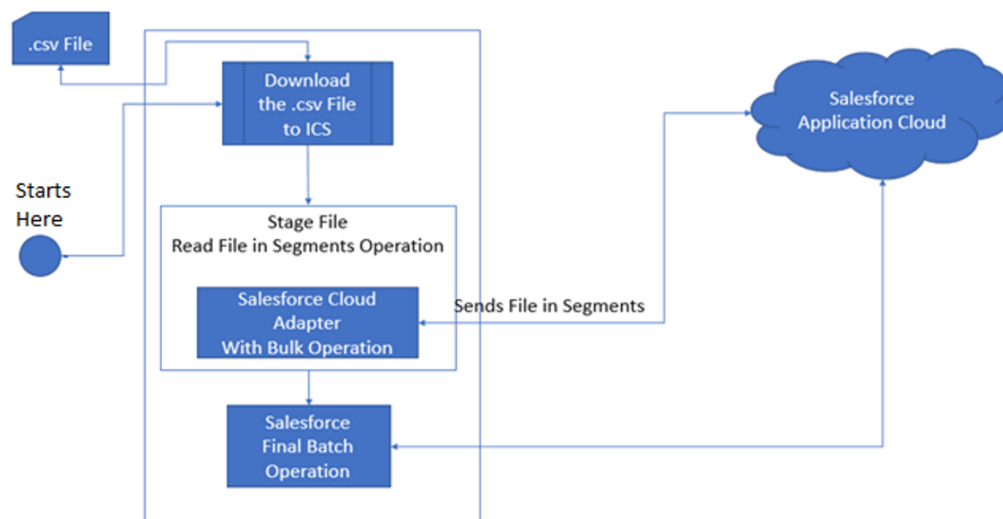 .csv File
Download
the .csv File
to ICS
Salesforce
Application Cloud
Starts
Here
Stage File
Read File in Segments Operation
Salesforce Cloud
Adapter
With Bulk Operation
Sends File in Segments
Salesforce
Final Batch
Operation